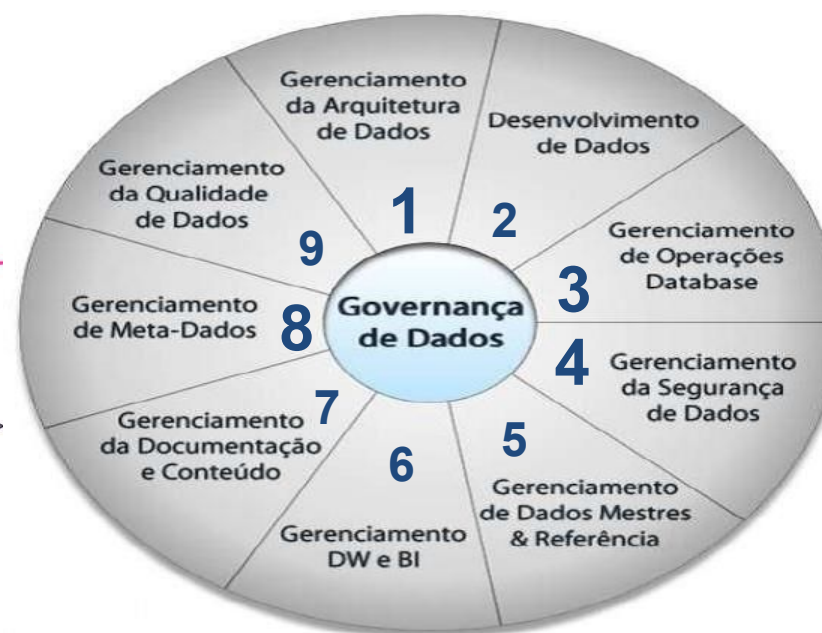 Gerenciamento
da Arquitetura
de Dados
1
Desenvolvimento
de Dados
2
Gerenciamento
de Operações
Database
3
Gerenciamento
da Segurança
de Dados
4
Gerenciamento
de Dados Mestres
& Referência
5
Gerenciamento
DW e BI
6
Gerenciamento
da Documentação
e Conteúdo
7
Gerenciamento
de Meta-Dados
8
Gerenciamento
da Qualidade
de Dados
9
Governança
de Dados